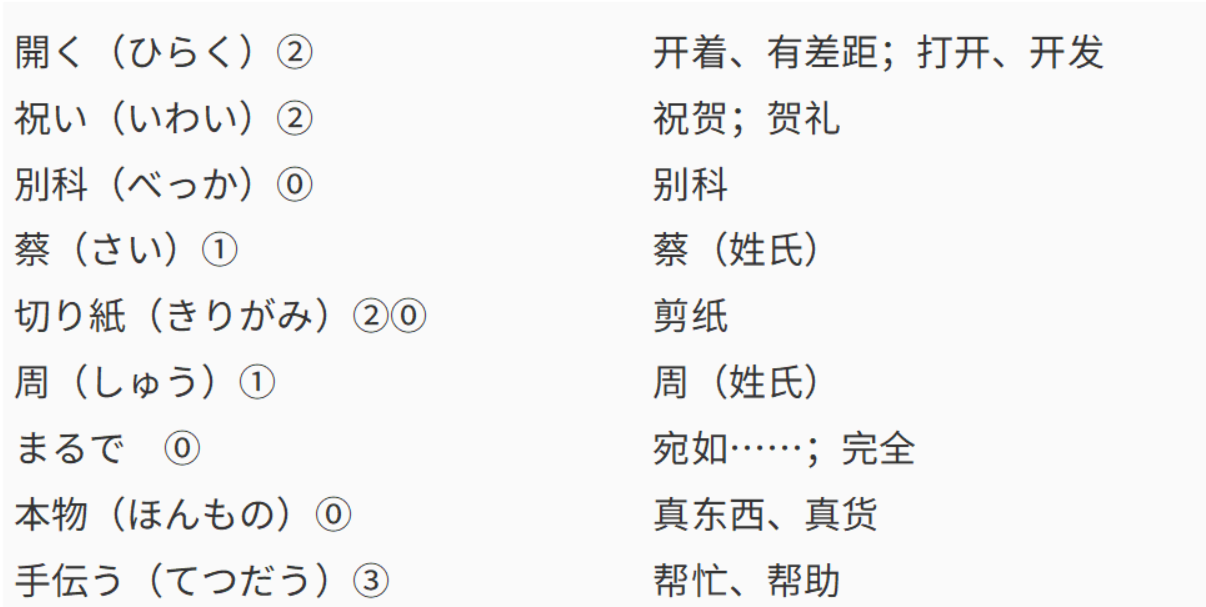 開く（ひらく）② 开着、有差距；打开、开发
祝い（いわい）② 祝贺；贺礼
別科（べっか）⓪ 别科
蔡（さい）① 蔡（姓氏）
切り紙（きりがみ）②⓪ 剪纸
周（しゅう）① 周（姓氏）
まるで　⓪ 宛如……；完全
本物（ほんもの）⓪ 真东西、真货
手伝う（てつだう）③ 帮忙、帮助